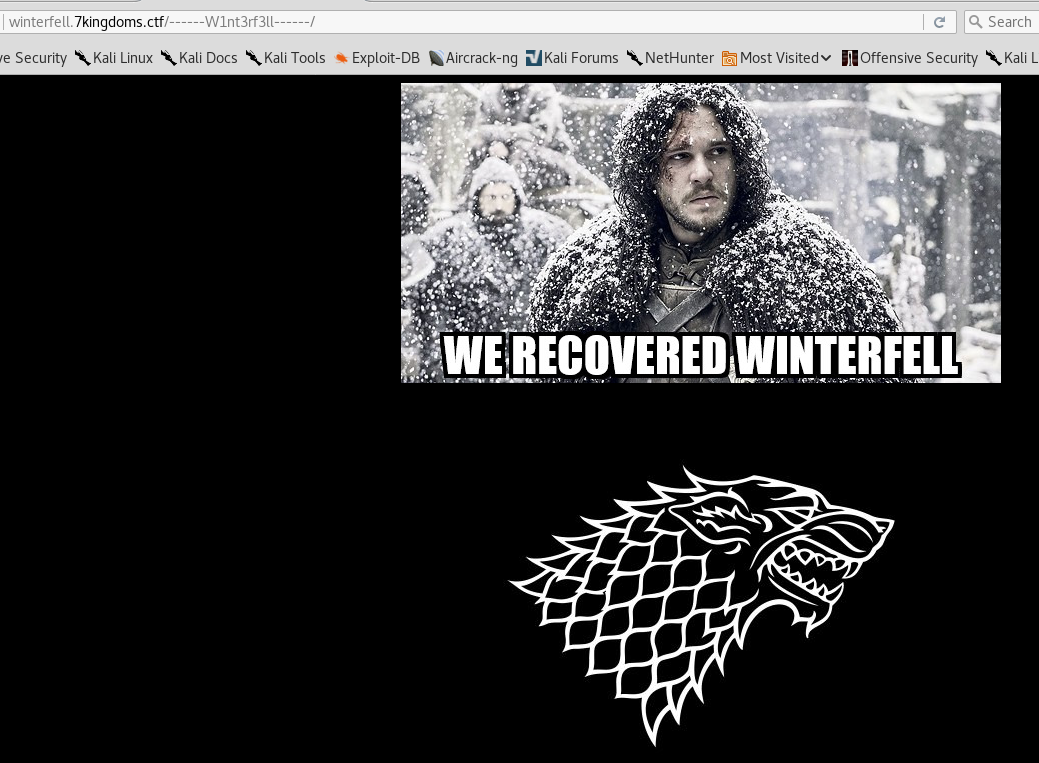 winterfell.7kingdoms.ctf/------W1nt3rf3ll------/ Search
ve Security Kali Linux Kali Docs Kali Tools Exploit-DB Aircrack-ng Kali Forums NetHunter Most Visited Offensive Security Kali L
WE RECOVERED WINTERFELL